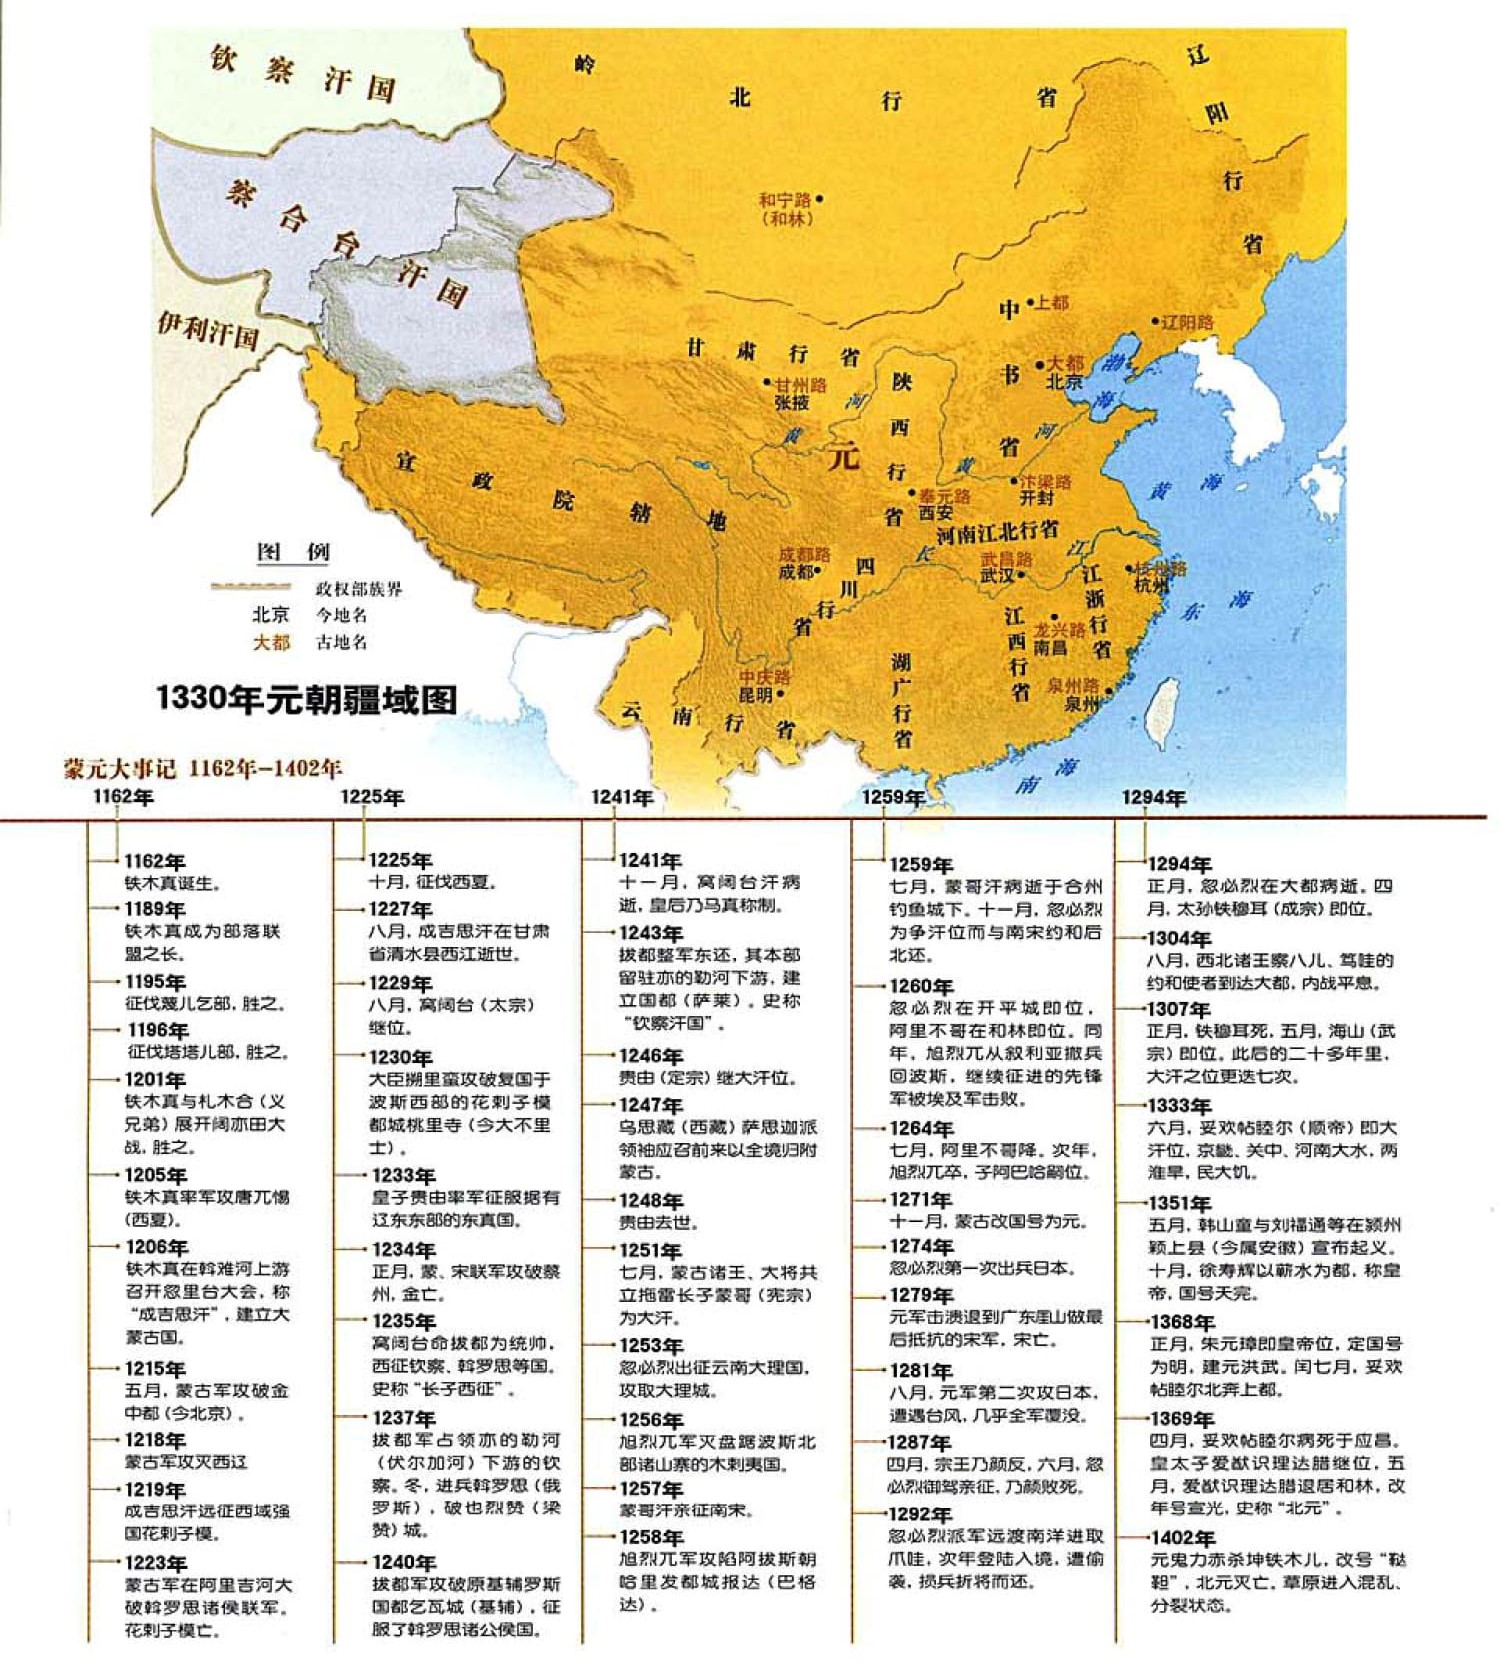 钦察汗国
岭北行省
辽阳行省
察合台汗国
和宁路
(和林)
伊利汗国
中书省
上都
辽阳路
甘肃行省
大都
北京
渤海
甘州路
张掖
陕西行省
黄河
元
黄河
汴梁路
开封
奉元路
西安
黄海
宣政院辖地
河南江北行省
成都路
成都
四川行省
长江
武昌路
武汉
杭州路
杭州
江浙行省
东海
江西行省
龙兴路
南昌
湖广行省
泉州路
泉州
中庆路
昆明
云南行省
南海
图例
政权部族界
北京 今地名
大都 古地名
1330年元朝疆域图
蒙元大事记 1162年-1402年
1162年
1225年
1241年
1259年
1294年
1162年
铁木真诞生。
1189年
铁木真成为部落联
盟之长。
1195年
征伐蔑儿乞部，胜之。
1196年
征伐塔塔儿部，胜之。
1201年
铁木真与札木合（义
兄弟）展开阔亦田大
战，胜之。
1205年
铁木真率军攻唐兀惕
（西夏）。
1206年
铁木真在斡难河上游
召开忽里台大会，称
“成吉思汗”，建立大
蒙古国。
1215年
五月，蒙古军攻破金
中都（今北京）。
1218年
蒙古军攻灭西辽
1219年
成吉思汗远征西域强
国花剌子模。
1223年
蒙古军在阿里吉河大
破斡罗思诸侯联军。
花剌子模亡。
1225年
十月，征伐西夏。
1227年
八月，成吉思汗在甘肃
省清水县西江逝世。
1229年
八月，窝阔台（太宗）
继位。
1230年
大臣搠里蛮攻破复国于
波斯西部的花剌子模
都城桃里寺（今大不里
士）。
1233年
皇子贵由率军征服据有
辽东东部的东真国。
1234年
正月，蒙、宋联军攻破蔡
州，金亡。
1235年
窝阔台命拔都为统帅，
西征钦察、斡罗思等国。
史称“长子西征”。
1237年
拔都军占领亦的勒河
（伏尔加河）下游的钦
察。冬，进兵斡罗思（俄
罗斯），破也烈赞（梁
赞）城。
1240年
拔都军攻破原基辅罗斯
国都乞瓦城（基辅），征
服了斡罗思诸公侯国。
1241年
十一月，窝阔台汗病
逝，皇后乃马真称制。
1243年
拔都整军东还，其本部
留驻亦的勒河下游，建
立国都（萨莱）。史称
“钦察汗国”。
1246年
贵由（定宗）继大汗位。
1247年
乌思藏（西藏）萨思迦派
领袖应召前来以全境归附
蒙古。
1248年
贵由去世。
1251年
七月，蒙古诸王、大将共
立拖雷长子蒙哥（宪宗）
为大汗。
1253年
忽必烈出征云南大理国，
攻取大理城。
1256年
旭烈兀军灭盘踞波斯北
部诸山寨的木剌夷国。
1257年
蒙哥汗亲征南宋。
1258年
旭烈兀军攻陷阿拔斯朝
哈里发都城报达（巴格
达）。
1259年
七月，蒙哥汗病逝于合州
钓鱼城下。十一月，忽必烈
为争汗位而与南宋约和后
北还。
1260年
忽必烈在开平城即位，
阿里不哥在和林即位。同
年，旭烈兀从叙利亚撤兵
回波斯，继续征进的先锋
军被埃及军击败。
1264年
七月，阿里不哥降。次年，
旭烈兀卒，子阿巴哈嗣位。
1271年
十一月，蒙古改国号为元。
1274年
忽必烈第一次出兵日本。
1279年
元军击溃退到广东崖山做最
后抵抗的宋军，宋亡。
1281年
八月，元军第二次攻日本，
遭遇台风，几乎全军覆没。
1287年
四月，宗王乃颜反，六月，忽
必烈御驾亲征，乃颜败死。
1292年
忽必烈派军远渡南洋进取
爪哇，次年登陆入境，遭偷
袭，损兵折将而还。
1294年
正月，忽必烈在大都病逝。四
月，太孙铁穆耳（成宗）即位。
1304年
八月，西北诸王察八儿、笃哇的
约和使者到达大都，内战平息。
1307年
正月，铁穆耳死，五月，海山（武
宗）即位。此后的二十多年里，
大汗之位更迭七次。
1333年
六月，妥欢帖睦尔（顺帝）即大
汗位，京畿、关中、河南大水，两
淮旱，民大饥。
1351年
五月，韩山童与刘福通等在颍州
颍上县（今属安徽）宣布起义。
十月，徐寿辉以蕲水为都，称皇
帝，国号天完。
1368年
正月，朱元璋即皇帝位，定国号
为明，建元洪武。闰七月，妥欢
帖睦尔北奔上都。
1369年
四月，妥欢帖睦尔病死于应昌。
皇太子爱猷识理达腊继位，五
月，爱猷识理达腊退居和林，改
年号宣光，史称“北元”。
1402年
元鬼力赤杀坤铁木儿，改号“鞑
靼”，北元灭亡。草原进入混乱、
分裂状态。